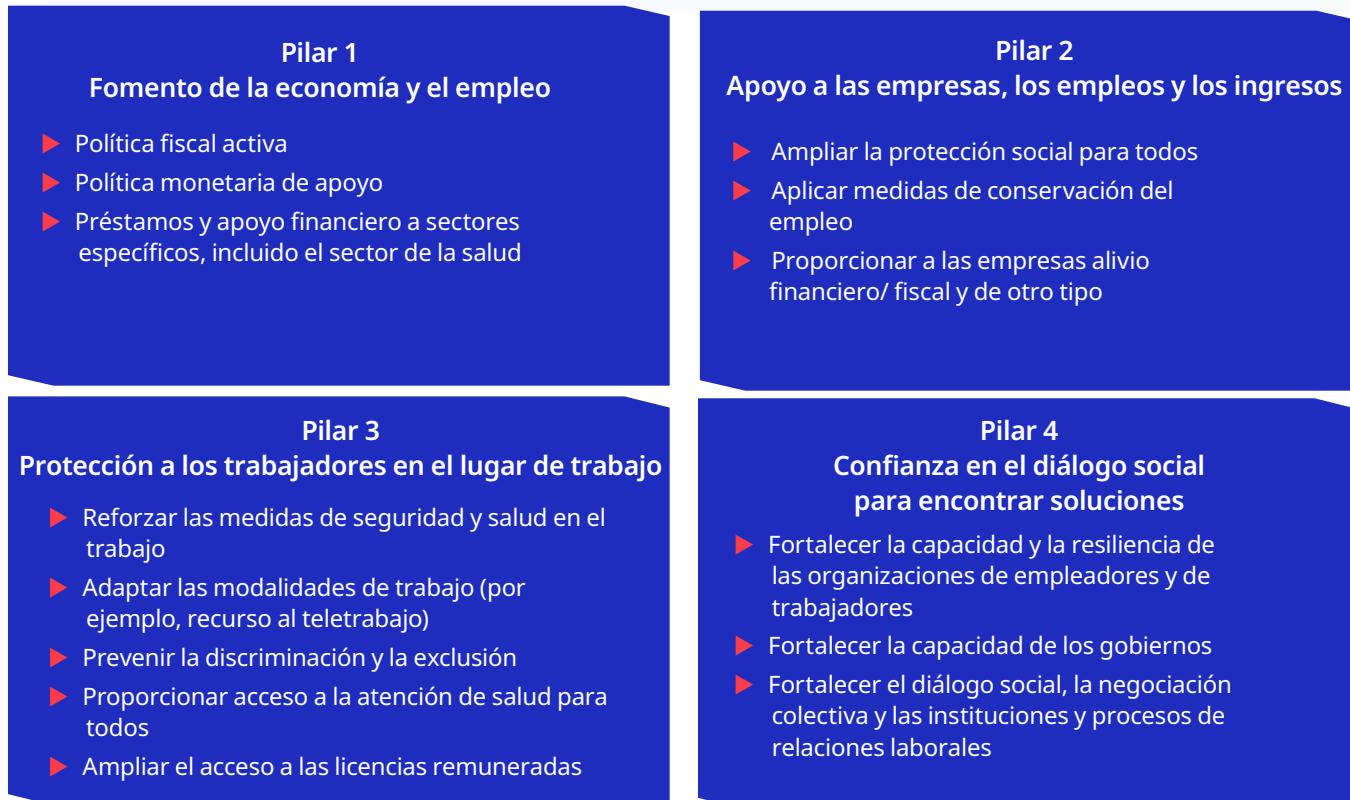 Pilar 1
Fomento de la economía y el empleo
Política fiscal activa
Política monetaria de apoyo
Préstamos y apoyo financiero a sectores
específicos, incluido el sector de la salud
Pilar 2
Apoyo a las empresas, los empleos y los ingresos
Ampliar la protección social para todos
Aplicar medidas de conservación del
empleo
Proporcionar a las empresas alivio
financiero/ fiscal y de otro tipo
Pilar 3
Protección a los trabajadores en el lugar de trabajo
Reforzar las medidas de seguridad y salud en el
trabajo
Adaptar las modalidades de trabajo (por
ejemplo, recurso al teletrabajo)
Prevenir la discriminación y la exclusión
Proporcionar acceso a la atención de salud para
todos
Ampliar el acceso a las licencias remuneradas
Pilar 4
Confianza en el diálogo social
para encontrar soluciones
Fortalecer la capacidad y la resiliencia de
las organizaciones de empleadores y de
trabajadores
Fortalecer la capacidad de los gobiernos
Fortalecer el diálogo social, la negociación
colectiva y las instituciones y procesos de
relaciones laborales